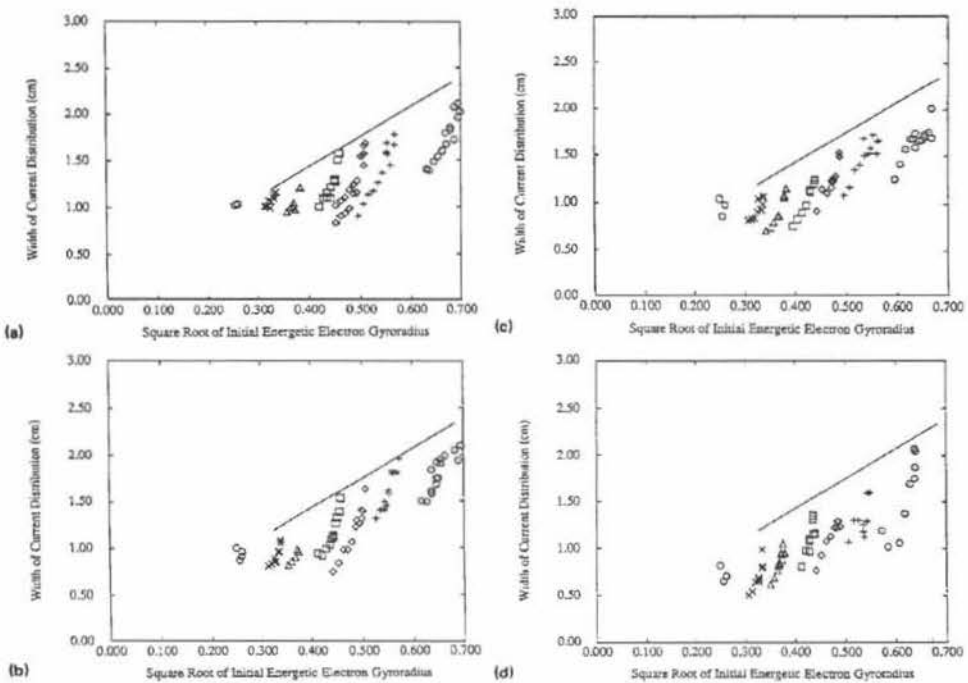 3.00
2.50
2.00
1.50
1.00
0.50
0.00
Width of Current Distribution (cm)
0.000 0.100 0.200 0.300 0.400 0.500 0.600 0.700
(a)
Square Root of Initial Energetic Electron Gyroradius
3.00
2.50
2.00
1.50
1.00
0.50
0.00
Width of Current Distribution (cm)
0.000 0.100 0.200 0.300 0.400 0.500 0.600 0.700
(c)
Square Root of Initial Energetic Electron Gyroradius
3.00
2.50
2.00
1.50
1.00
0.50
0.00
Width of Current Distribution (cm)
0.000 0.100 0.200 0.300 0.400 0.500 0.600 0.700
(b)
Square Root of Initial Energetic Electron Gyroradius
3.00
2.50
2.00
1.50
1.00
0.50
0.00
Width of Current Distribution (cm)
0.000 0.100 0.200 0.300 0.400 0.500 0.600 0.700
(d)
Square Root of Initial Energetic Electron Gyroradius